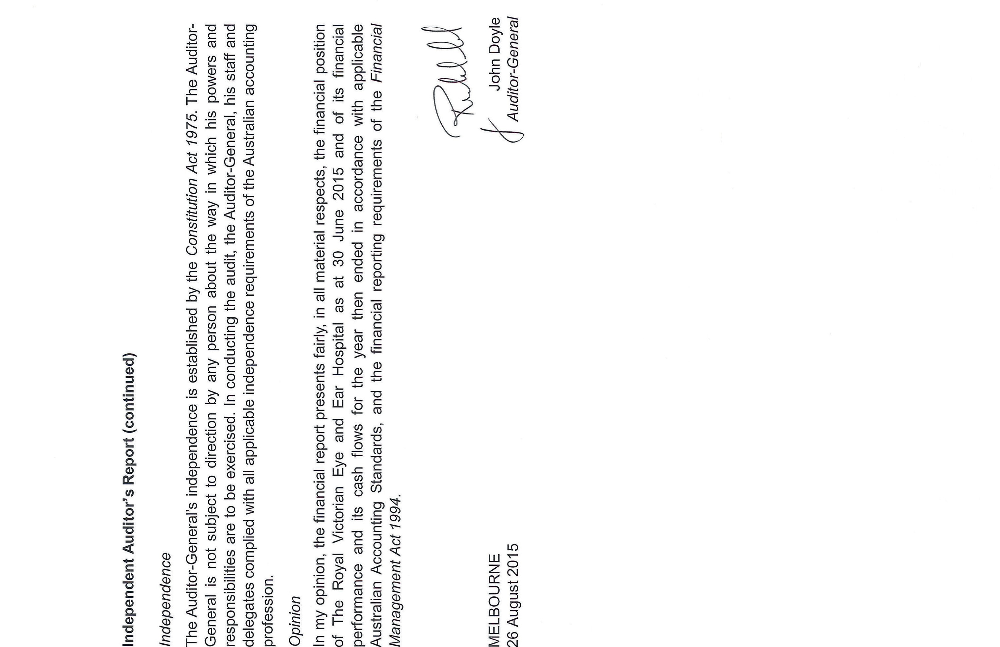 Independent Auditor's Report (continued)
Independence
The Auditor-General's independence is established by the Constitution Act 1975. The Auditor-
General is not subject to direction by any person about the way in which his powers and
responsibilities are to be exercised. In conducting the audit, the Auditor-General, his staff and
delegates complied with all applicable independence requirements of the Australian accounting
profession.
Opinion
In my opinion, the financial report presents fairly, in all material respects, the financial position
of The Royal Victorian Eye and Ear Hospital as at 30 June 2015 and of its financial
performance and its cash flows for the year then ended in accordance with applicable
Australian Accounting Standards, and the financial reporting requirements of the Financial
Management Act 1994.
MELBOURNE
26 August 2015
John Doyle
Auditor-General